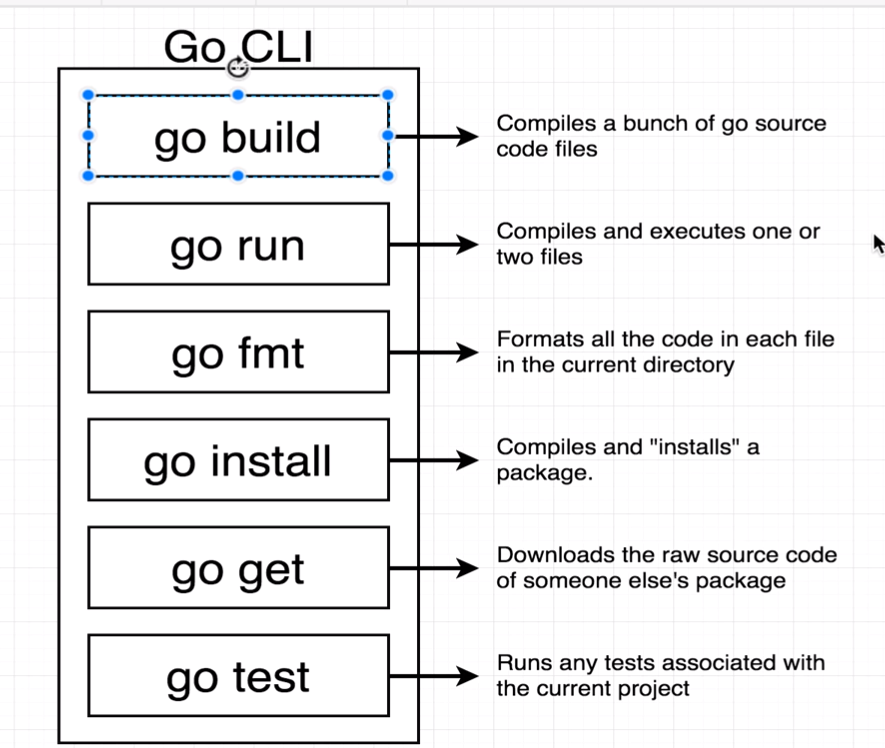 Go CLI
go build
Compiles a bunch of go source
code files
go run
Compiles and executes one or
two files
go fmt
Formats all the code in each file
in the current directory
go install
Compiles and "installs" a
package.
go get
Downloads the raw source code
of someone else's package
go test
Runs any tests associated with
the current project